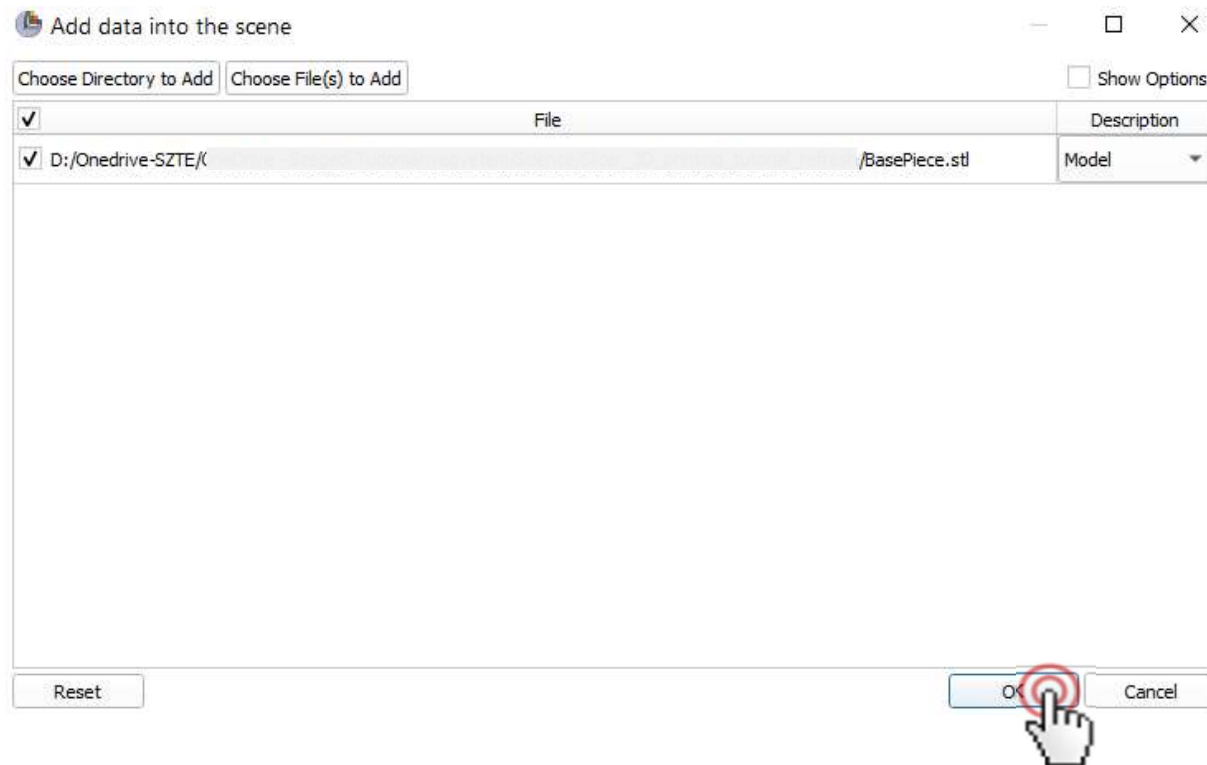 Add data into the scene
Choose Directory to Add Choose File(s) to Add Show Options
File Description
D:/Onedrive-SZTE/ /BasePiece.stl Model
Reset OK Cancel